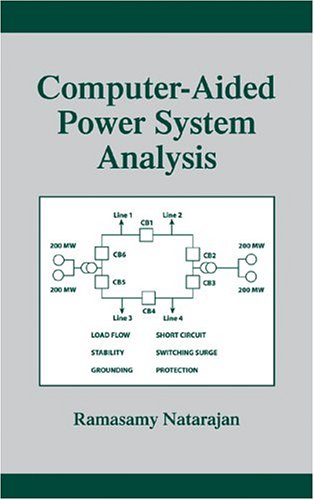 Computer-Aided
Power System
Analysis
Line 1 Line 2
CB1
200 MW CB6 CB2 200 MW
200 MW CB5 CB3 200 MW
CB4
Line 3 Line 4
LOAD FLOW SHORT CIRCUIT
STABILITY SWITCHING SURGE
GROUNDING PROTECTION
Ramasamy Natarajan